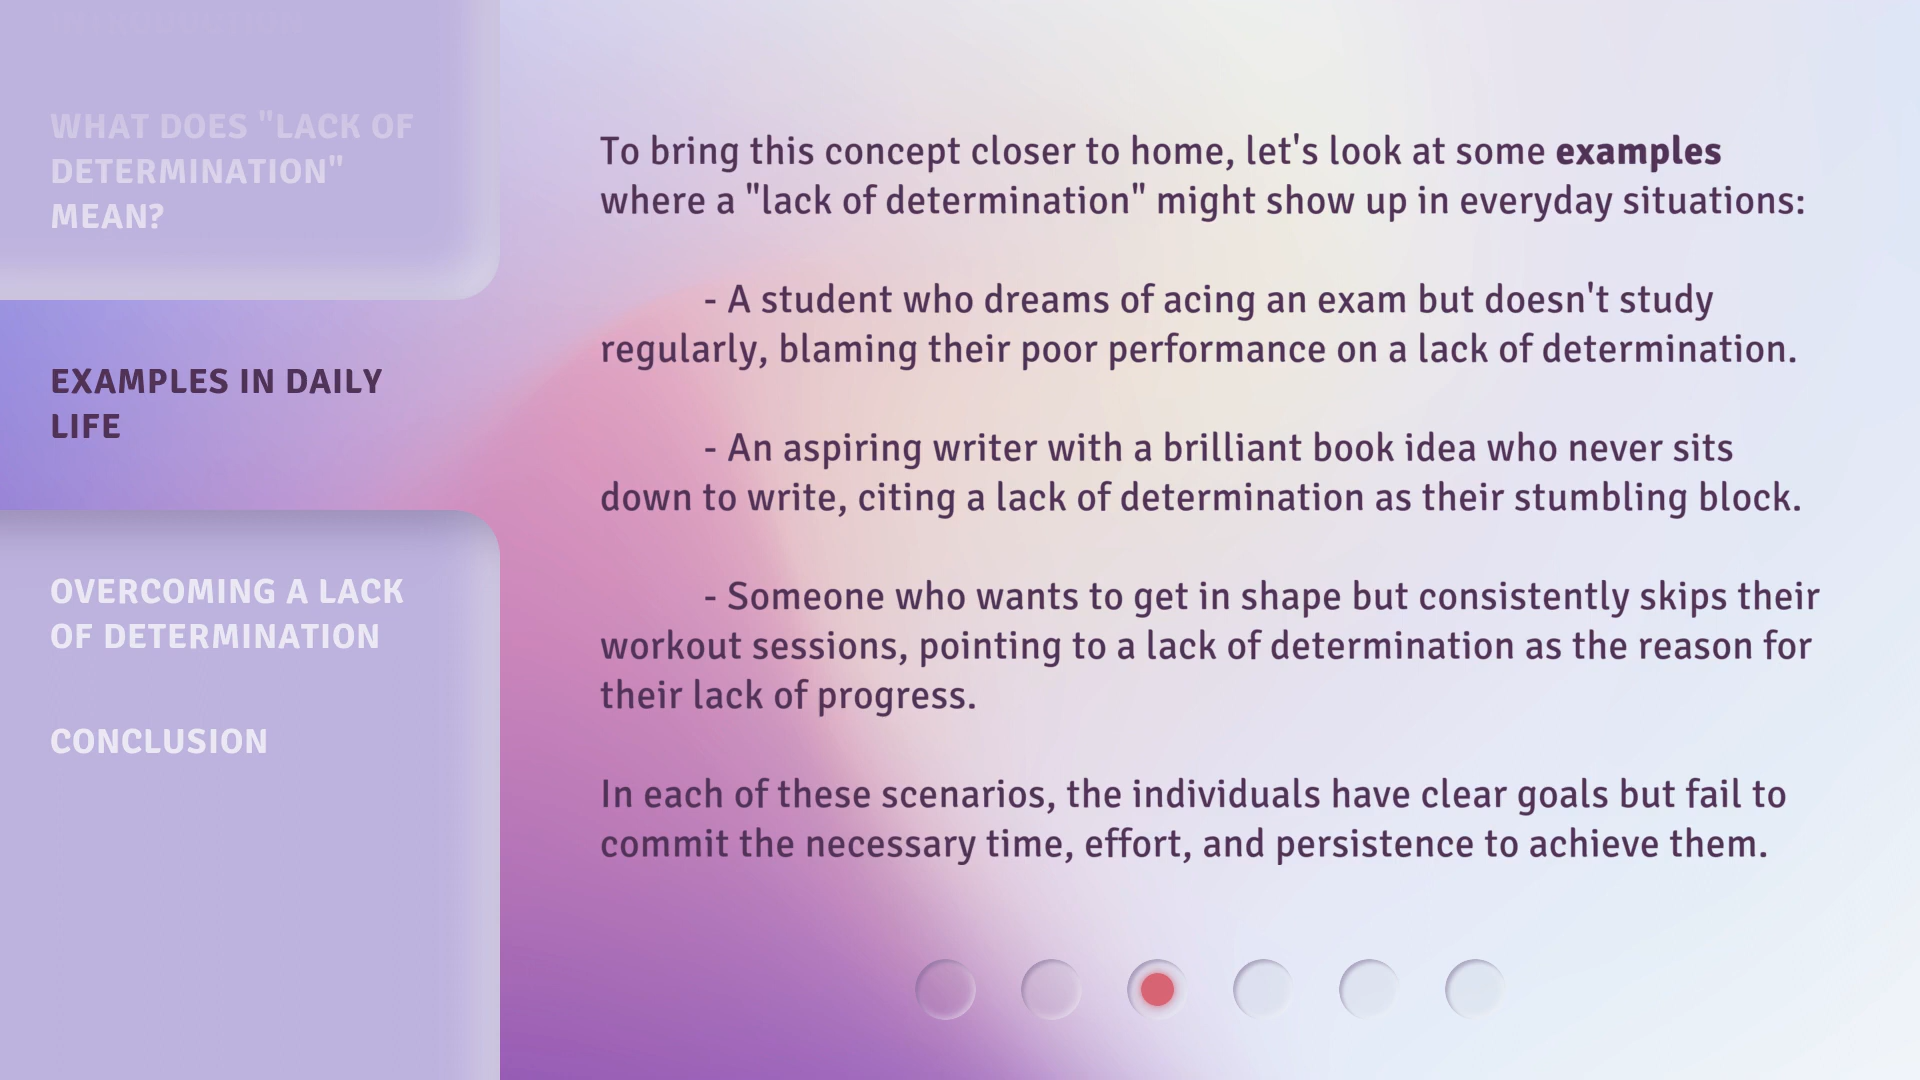 INTRODUCTION
WHAT DOES "LACK OF
DETERMINATION"
MEAN?
EXAMPLES IN DAILY
LIFE
OVERCOMING A LACK
OF DETERMINATION
CONCLUSION
To bring this concept closer to home, let's look at some examples
where a "lack of determination" might show up in everyday situations:
- A student who dreams of acing an exam but doesn't study
regularly, blaming their poor performance on a lack of determination.
- An aspiring writer with a brilliant book idea who never sits
down to write, citing a lack of determination as their stumbling block.
- Someone who wants to get in shape but consistently skips their
workout sessions, pointing to a lack of determination as the reason for
their lack of progress.
In each of these scenarios, the individuals have clear goals but fail to
commit the necessary time, effort, and persistence to achieve them.